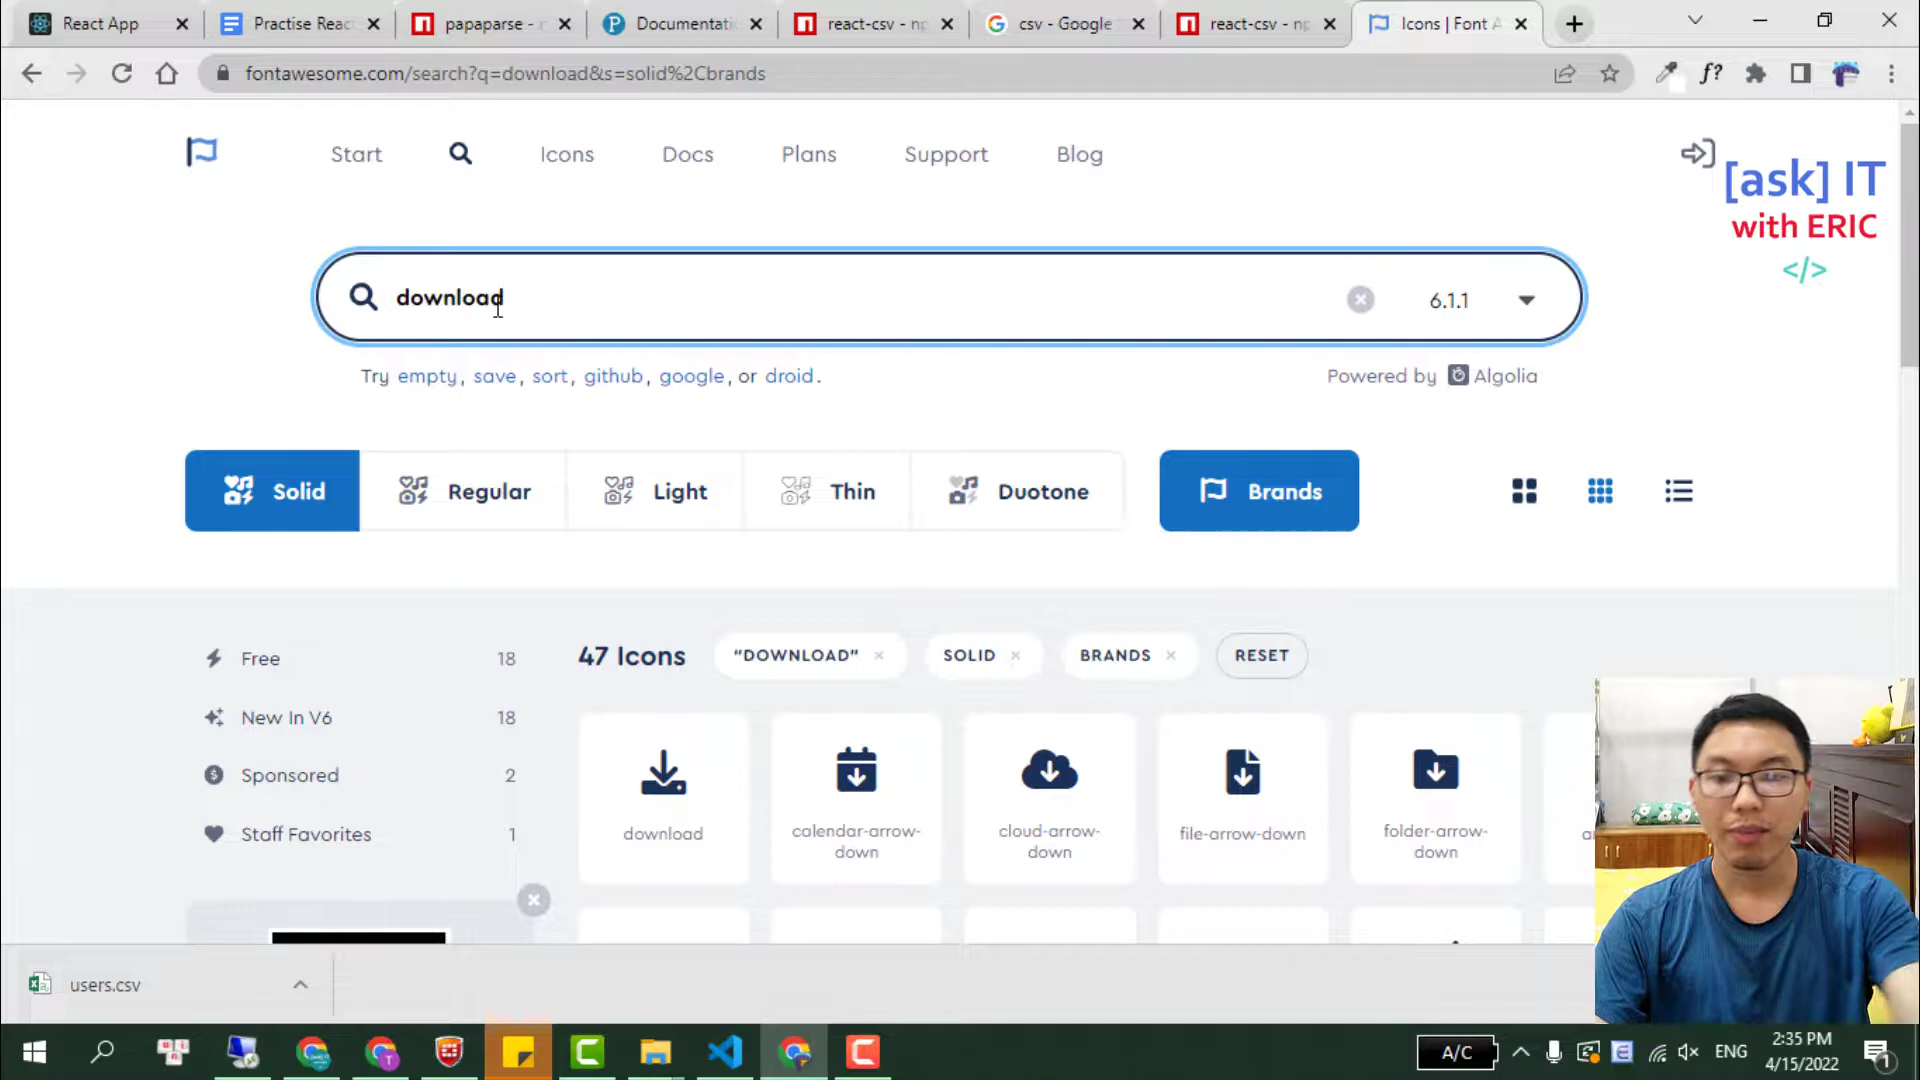 React App
Practise Reac
papaparse - n
Documentati
react-csv - np
csv - Google
react-csv - np
Icons | Font A
fontawesome.com/search?q=download&s=solid%2Cbrands
f?
Start
Icons
Docs
Plans
Support
Blog
[ask] IT
with ERIC
</>
download
6.1.1
Try empty, save, sort, github, google, or droid.
Powered by Algolia
Solid
Regular
Light
Thin
Duotone
Brands
Free 18
New In V6 18
Sponsored 2
Staff Favorites 1
47 Icons
"DOWNLOAD" ×
SOLID ×
BRANDS ×
RESET
download
calendar-arrow-
down
cloud-arrow-
down
file-arrow-down
folder-arrow-
down
users.csv
A/C
ENG
2:35 PM
4/15/2022
1